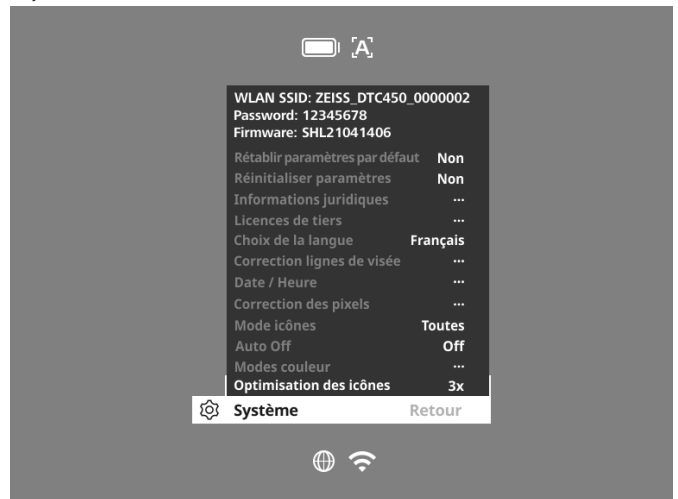 [A]
WLAN SSID: ZEISS_DTC450_0000002
Password: 12345678
Firmware: SHL21041406
Rétablir paramètres par défaut Non
Réinitialiser paramètres Non
Informations juridiques ...
Licences de tiers ...
Choix de la langue Français
Correction lignes de visée ...
Date / Heure ...
Correction des pixels ...
Mode icônes Toutes
Auto Off Off
Modes couleur ...
Optimisation des icônes 3x
Système Retour